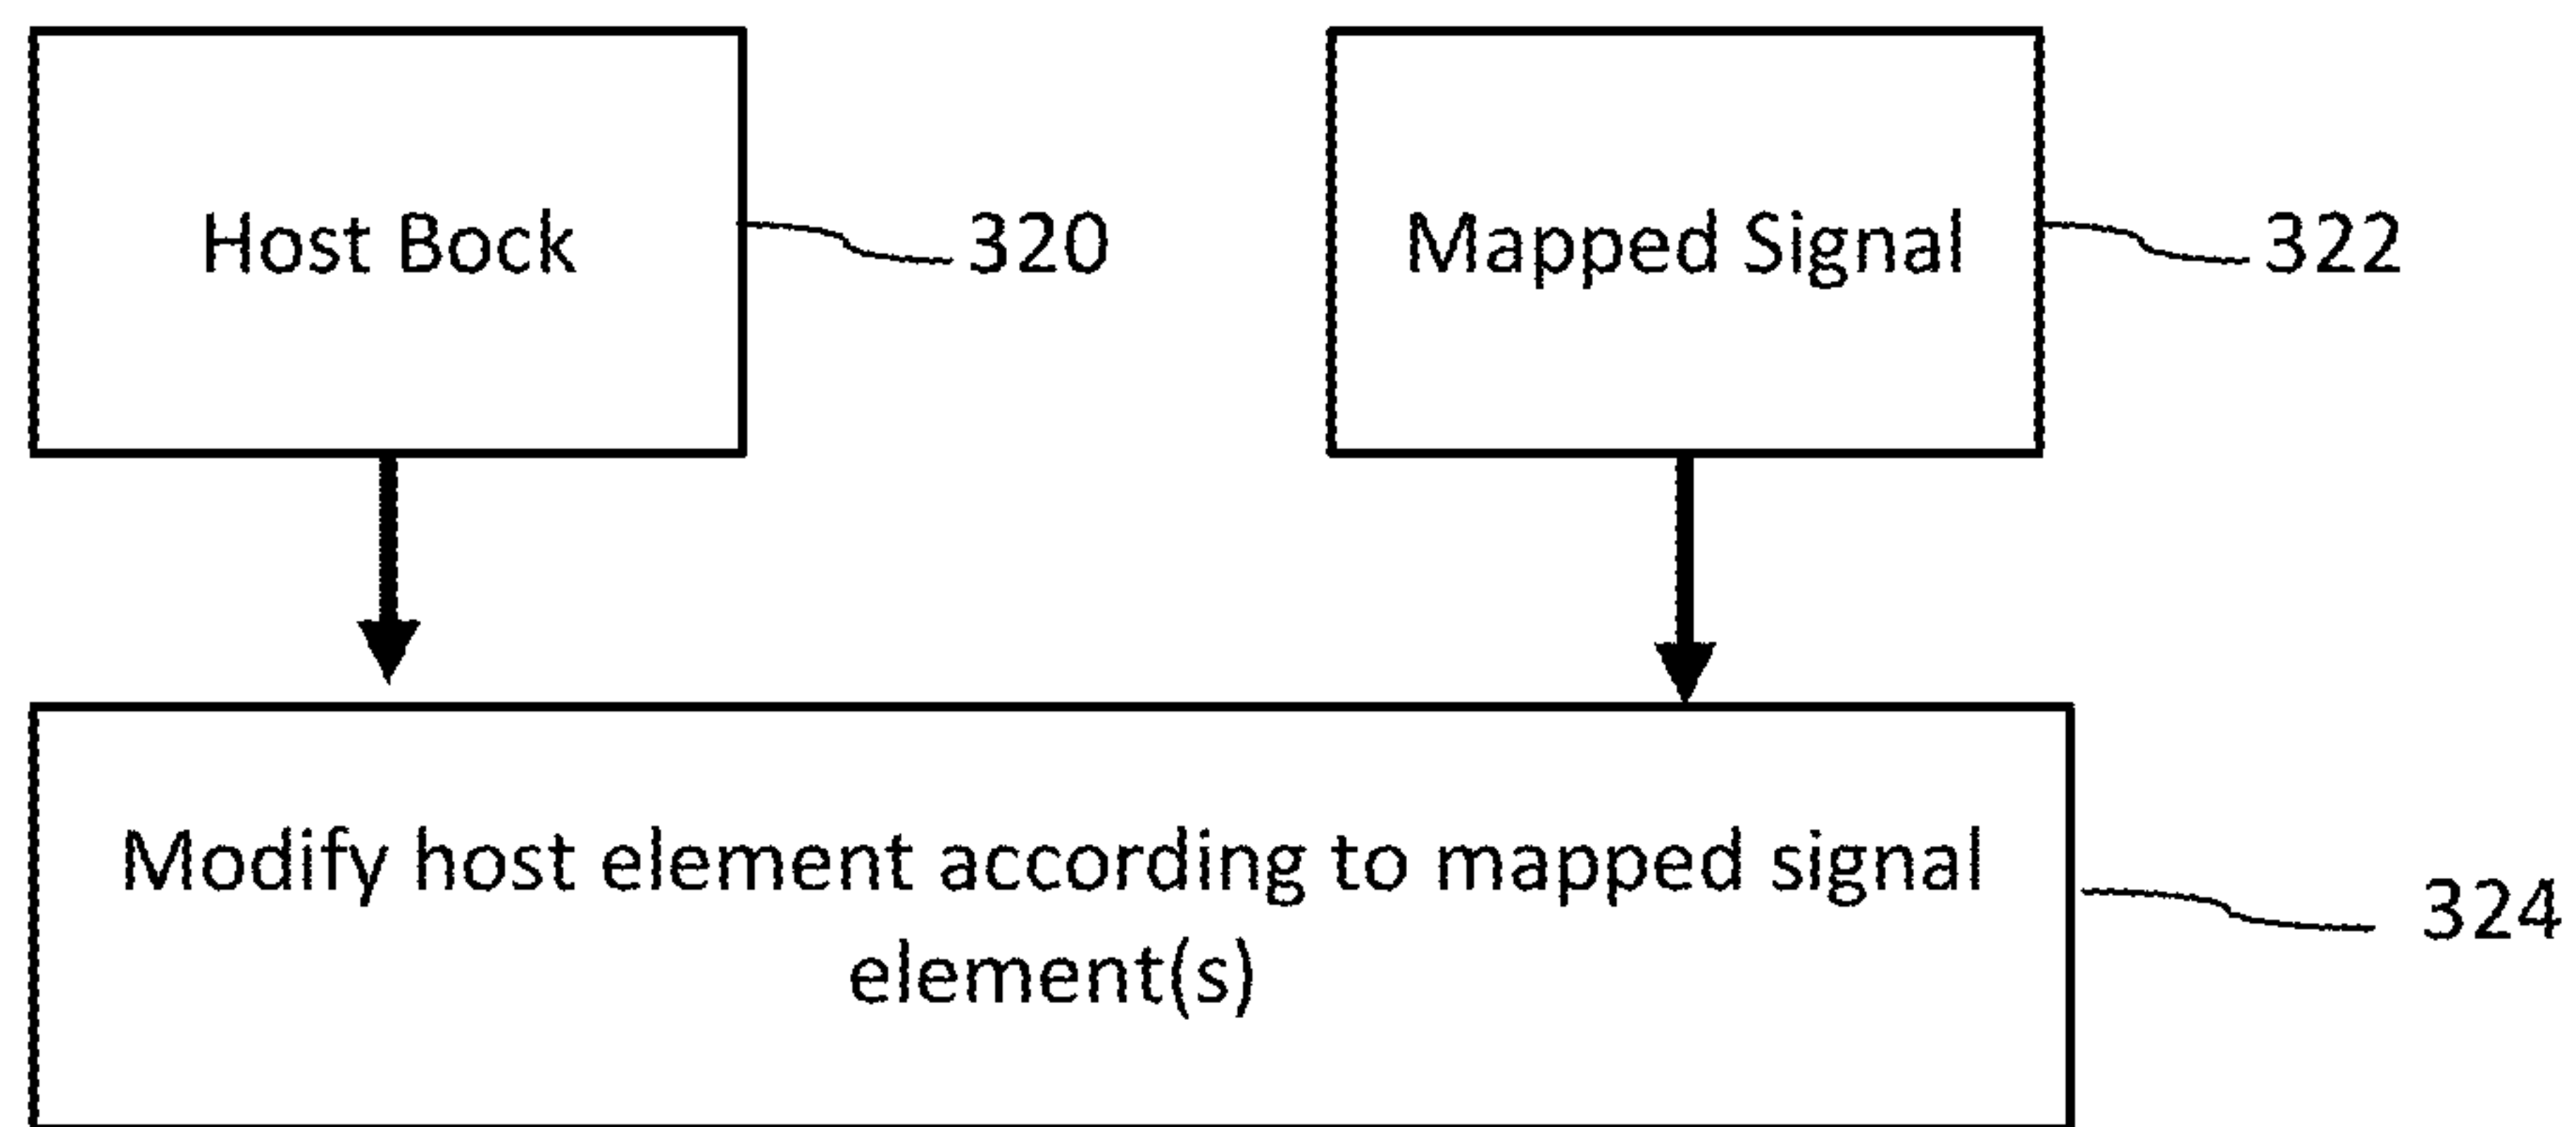 Host Bock
320
Mapped Signal
322
Modify host element according to mapped signal
element(s)
324